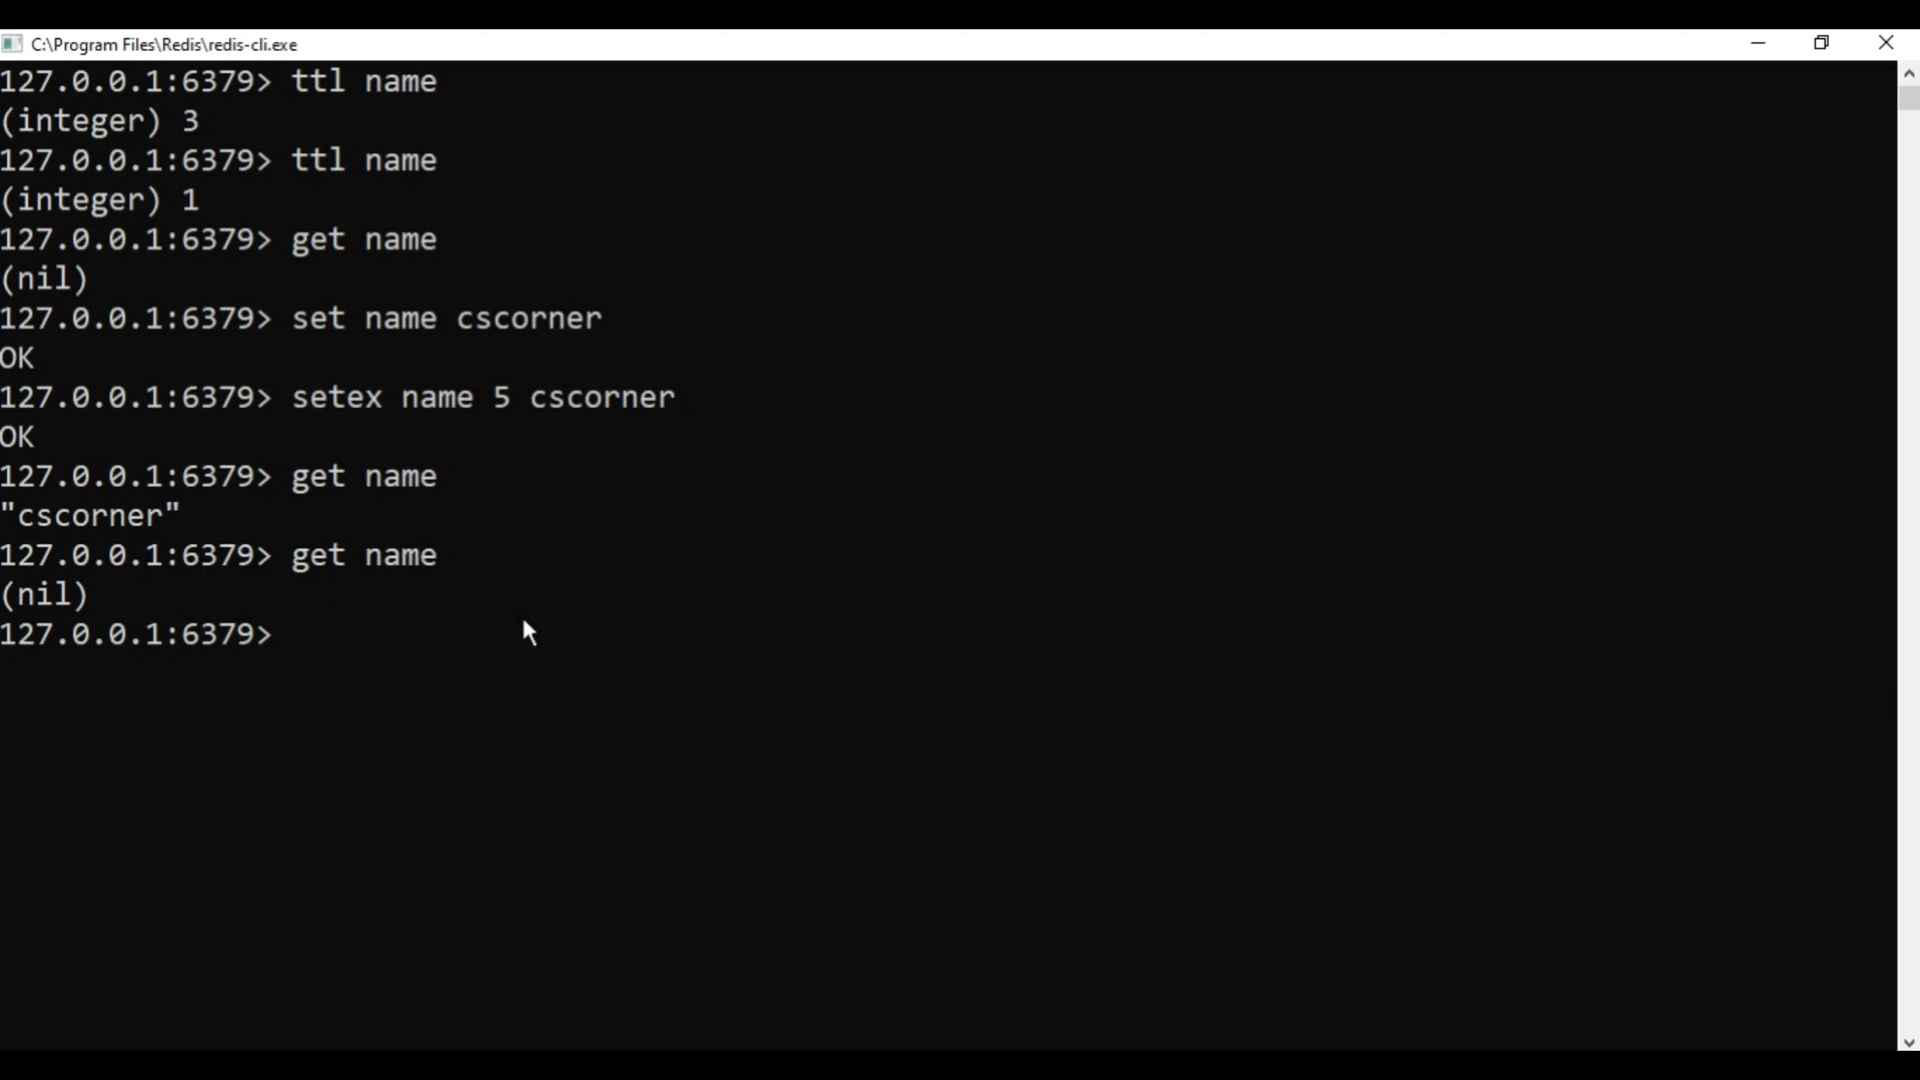 C:\Program Files\Redis\redis-cli.exe
127.0.0.1:6379> ttl name
(integer) 3
127.0.0.1:6379> ttl name
(integer) 1
127.0.0.1:6379> get name
(nil)
127.0.0.1:6379> set name cscorner
OK
127.0.0.1:6379> setex name 5 cscorner
OK
127.0.0.1:6379> get name
"cscorner"
127.0.0.1:6379> get name
(nil)
127.0.0.1:6379>